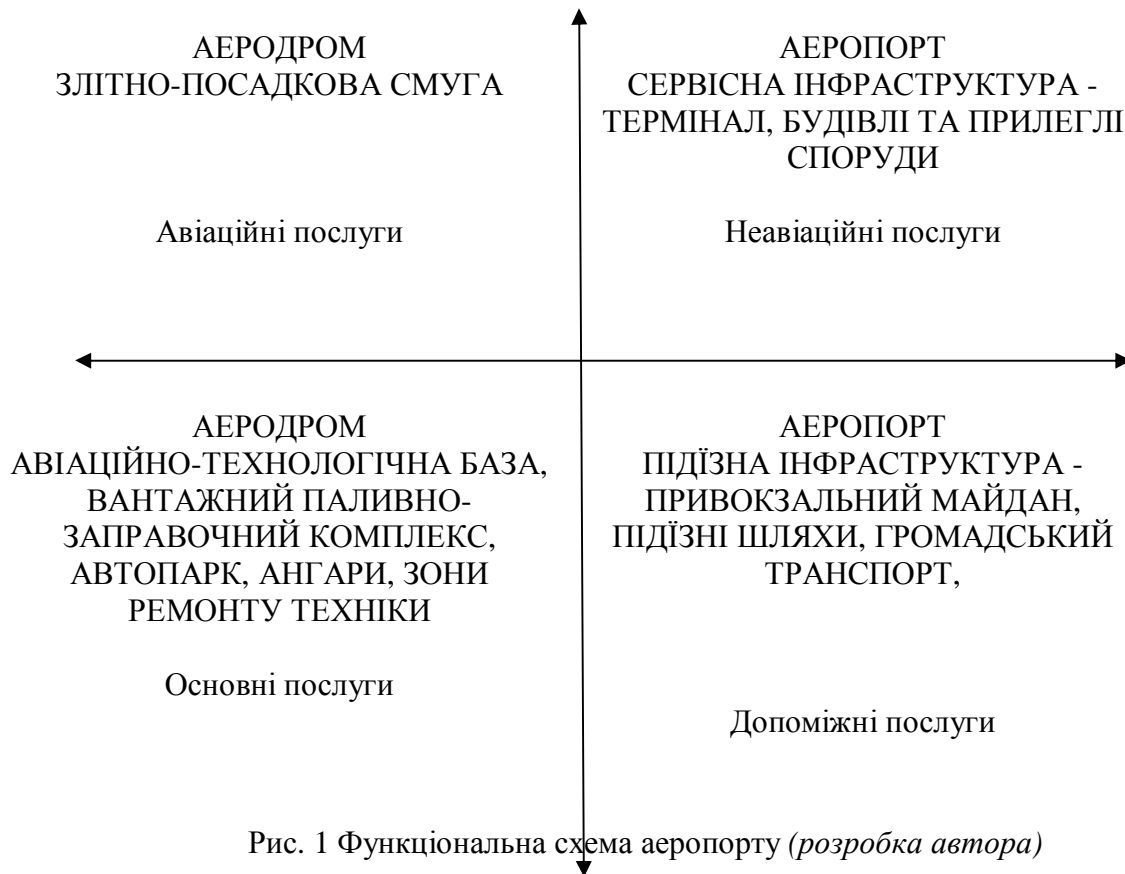 АЕРОДРОМ
ЗЛІТНО-ПОСАДКОВА СМУГА
Авіаційні послуги
АЕРОПОРТ
СЕРВІСНА ІНФРАСТРУКТУРА -
ТЕРМІНАЛ, БУДІВЛІ ТА ПРИЛЕГЛІ
СПОРУДИ
Неавіаційні послуги
АЕРОДРОМ
АВІАЦІЙНО-ТЕХНОЛОГІЧНА БАЗА,
ВАНТАЖНИЙ ПАЛИВНО-
ЗАПРАВОЧНИЙ КОМПЛЕКС,
АВТОПАРК, АНГАРИ, ЗОНИ
РЕМОНТУ ТЕХНІКИ
Основні послуги
АЕРОПОРТ
ПІДЇЗНА ІНФРАСТРУКТУРА -
ПРИВОКЗАЛЬНИЙ МАЙДАН,
ПІДЇЗНІ ШЛЯХИ, ГРОМАДСЬКИЙ
ТРАНСПОРТ,
Допоміжні послуги
Рис. 1 Функціональна схема аеропорту (розробка автора)